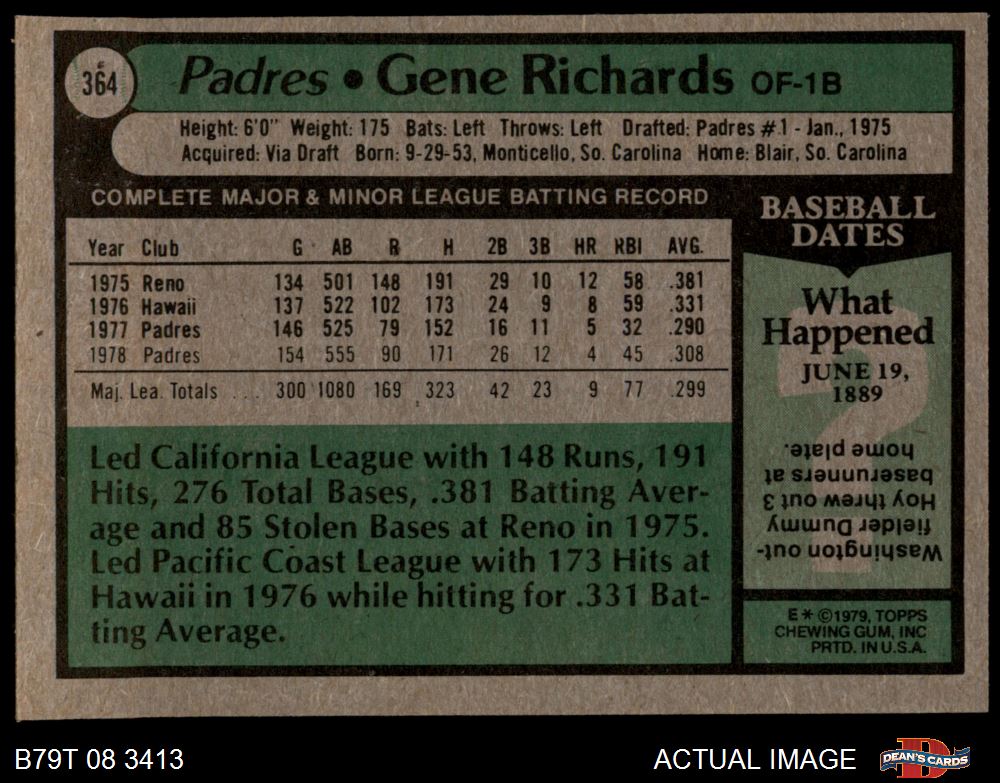 364
Padres • Gene Richards OF-1B
Height: 6'0" Weight: 175 Bats: Left Throws: Left Drafted: Padres #1 - Jan., 1975
Acquired: Via Draft Born: 9-29-53, Monticello, So. Carolina Home: Blair, So. Carolina
COMPLETE MAJOR & MINOR LEAGUE BATTING RECORD
Year Club G AB R H 2B 3B HR RBI AVG.
1975 Reno 134 501 148 191 29 10 12 58 .381
1976 Hawaii 137 522 102 173 24 9 8 59 .331
1977 Padres 146 525 79 152 16 11 5 32 .290
1978 Padres 154 555 90 171 26 12 4 45 .308
Maj. Lea. Totals ... 300 1080 169 323 42 23 9 77 .299
Led California League with 148 Runs, 191
Hits, 276 Total Bases, .381 Batting Aver-
age and 85 Stolen Bases at Reno in 1975.
Led Pacific Coast League with 173 Hits at
Hawaii in 1976 while hitting for .331 Bat-
ting Average.
BASEBALL
DATES
What
Happened
JUNE 19,
1889
?
Washington out-
fielder Dummy
Hoy threw out 3
baserunners at
home plate.
E * ©1979, TOPPS
CHEWING GUM, INC
PRTD. IN U.S.A.
B79T 08 3413
ACTUAL IMAGE
D
DEAN'S CARDS